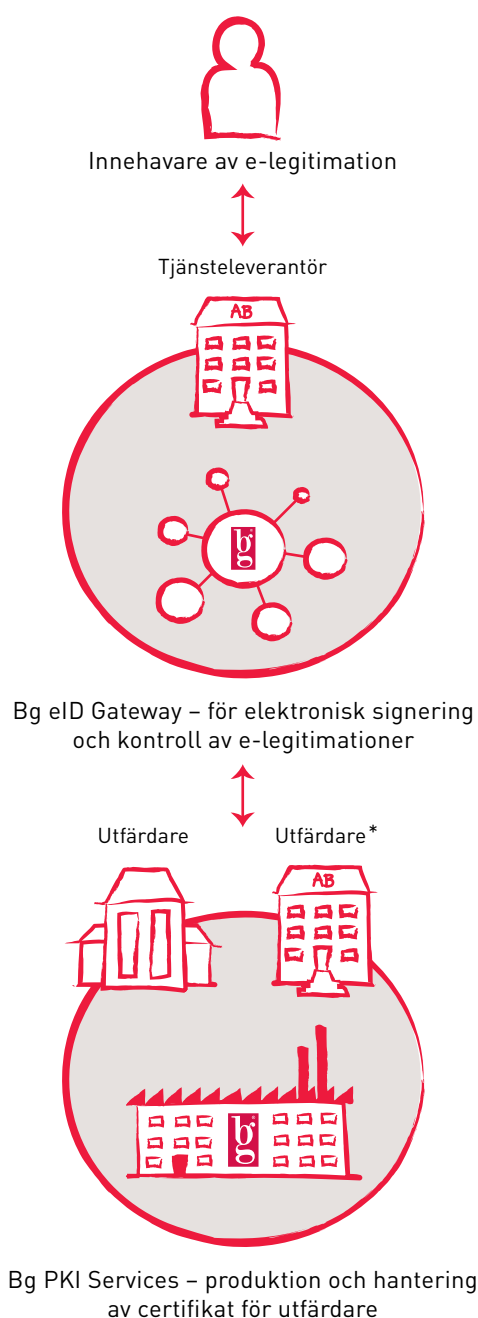 Innehavare av e-legitimation
Tjänsteleverantör
AB
bg
Bg eID Gateway – för elektronisk signering
och kontroll av e-legitimationer
Utfärdare Utfärdare*
AB
bg
Bg PKI Services – produktion och hantering
av certifikat för utfärdare